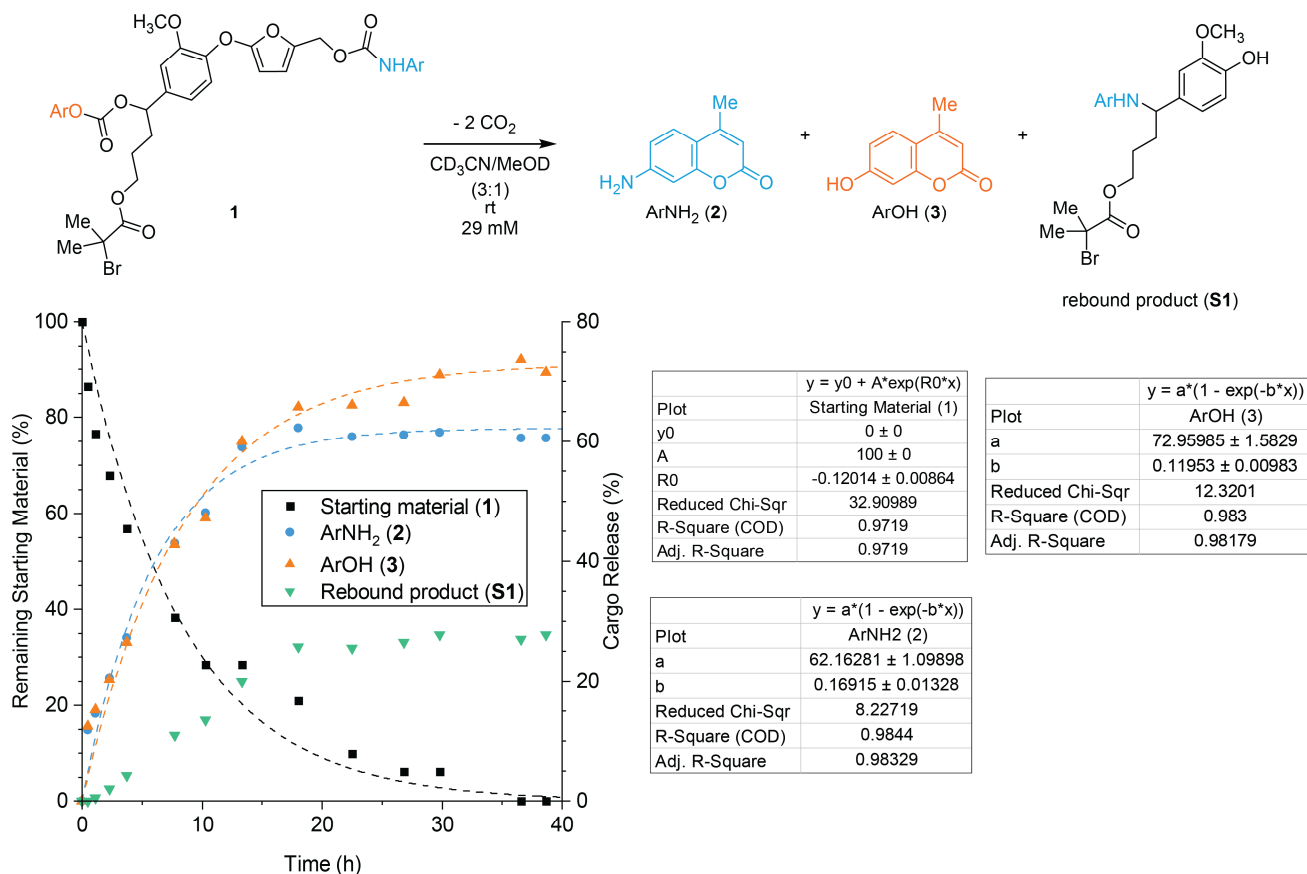 H₃CO
O
O
O
O
NHAr
ArO
O
O
O
O
Me
Me
Br
1
- 2 CO₂
CD₃CN/MeOD
(3:1)
rt
29 mM
Me
H₂N
O
O
ArNH₂ (2)
+
Me
HO
O
O
ArOH (3)
+
OCH₃
OH
ArHN
O
Me
Me
O
Br
rebound product (S1)
Remaining Starting Material (%)
100
80
60
40
20
0
Starting material (1)
ArNH₂ (2)
ArOH (3)
Rebound product (S1)
80
60
40
20
0
Cargo Release (%)
0 10 20 30 40
Time (h)
y = y0 + A*exp(R0*x)
Plot Starting Material (1)
y0 0 ± 0
A 100 ± 0
R0 -0.12014 ± 0.00864
Reduced Chi-Sqr 32.90989
R-Square (COD) 0.9719
Adj. R-Square 0.9719
y = a*(1 - exp(-b*x))
Plot ArOH (3)
a 72.95985 ± 1.5829
b 0.11953 ± 0.00983
Reduced Chi-Sqr 12.3201
R-Square (COD) 0.983
Adj. R-Square 0.98179
y = a*(1 - exp(-b*x))
Plot ArNH2 (2)
a 62.16281 ± 1.09898
b 0.16915 ± 0.01328
Reduced Chi-Sqr 8.22719
R-Square (COD) 0.9844
Adj. R-Square 0.98329